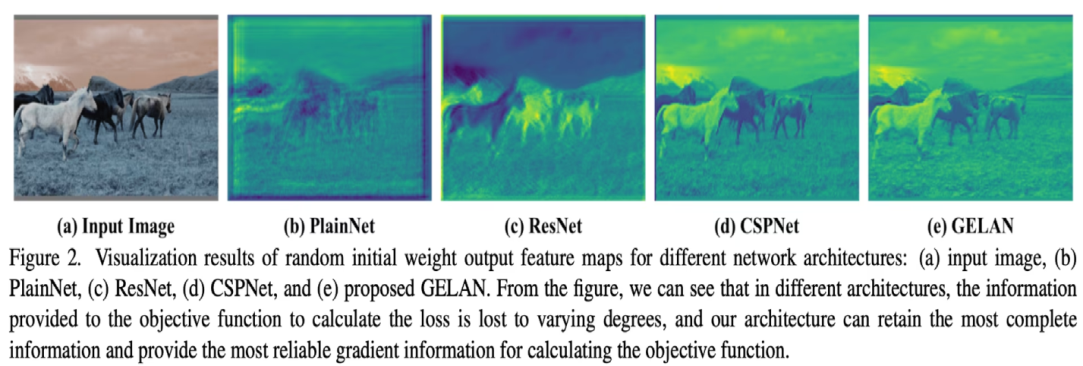 (a) Input Image (b) PlainNet (c) ResNet (d) CSPNet (e) GELAN
Figure 2. Visualization results of random initial weight output feature maps for different network architectures: (a) input image, (b)
PlainNet, (c) ResNet, (d) CSPNet, and (e) proposed GELAN. From the figure, we can see that in different architectures, the information
provided to the objective function to calculate the loss is lost to varying degrees, and our architecture can retain the most complete
information and provide the most reliable gradient information for calculating the objective function.